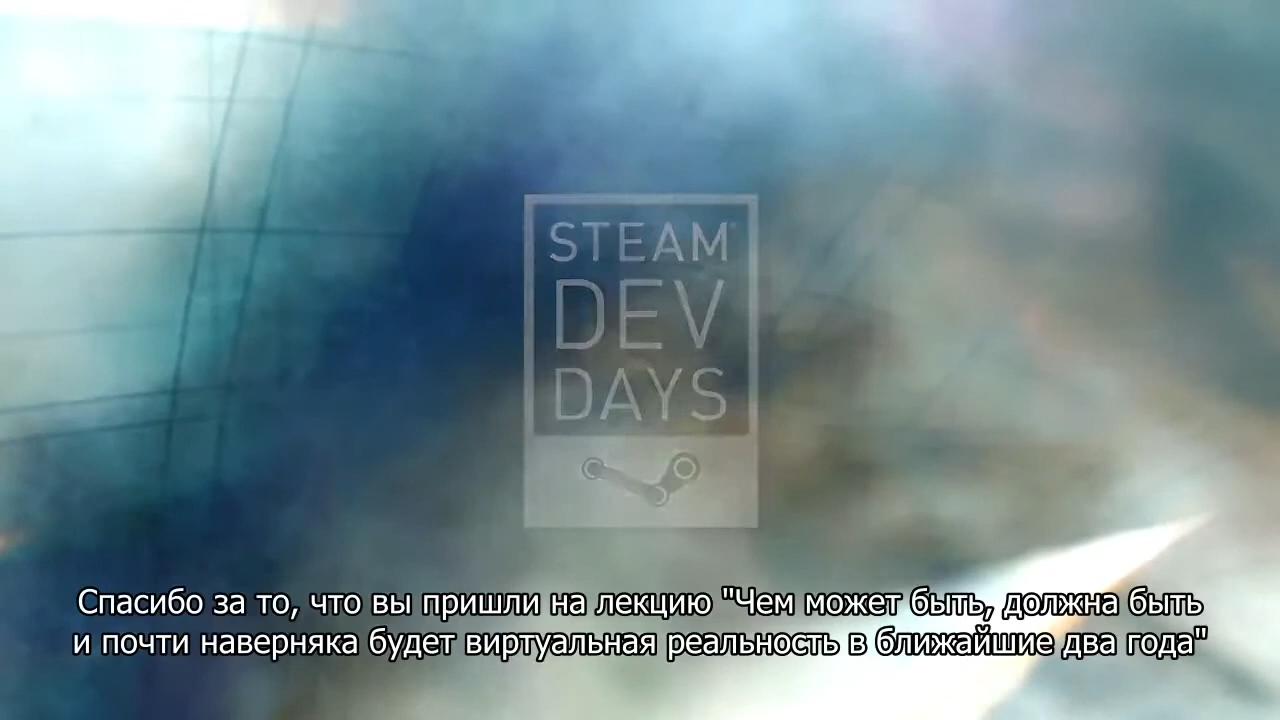 STEAM
DEV
DAYS
Спасибо за то, что вы пришли на лекцию "Чем может быть, должна быть
и почти наверняка будет виртуальная реальность в ближайшие два года"